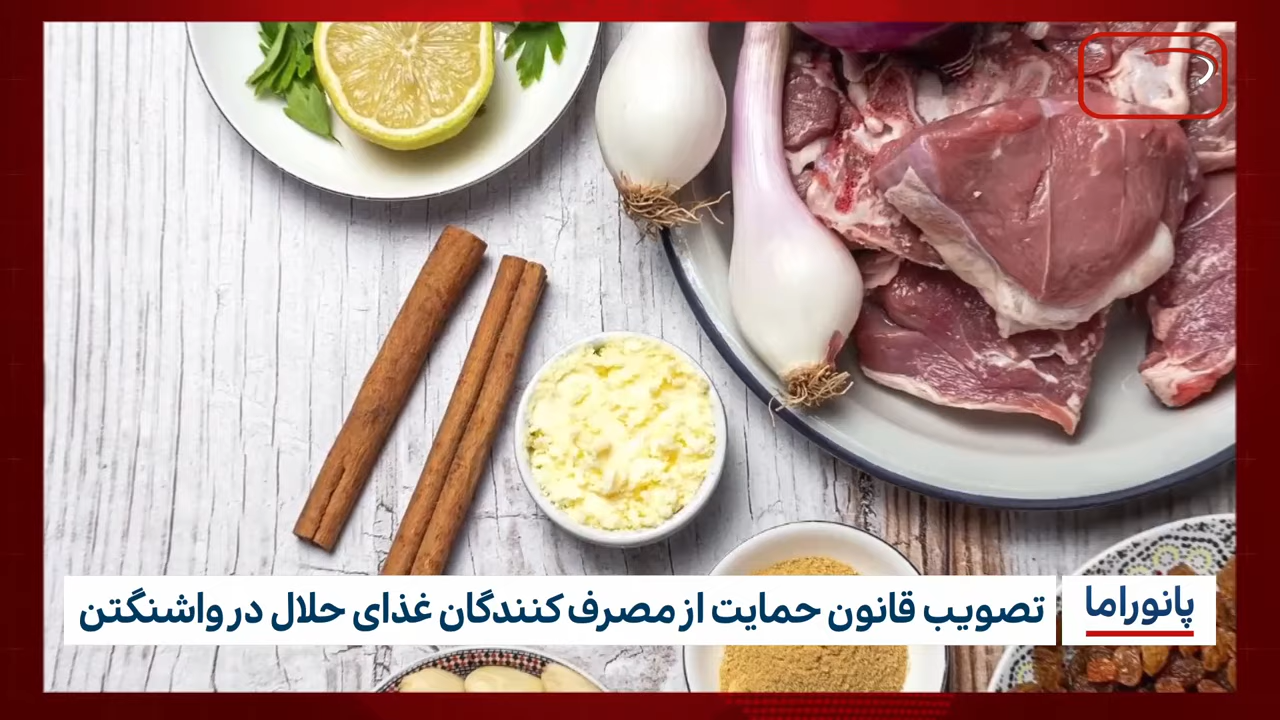 پانوراما
تصویب قانون حمایت از مصرف‌کنندگان غذای حلال در واشنگتن